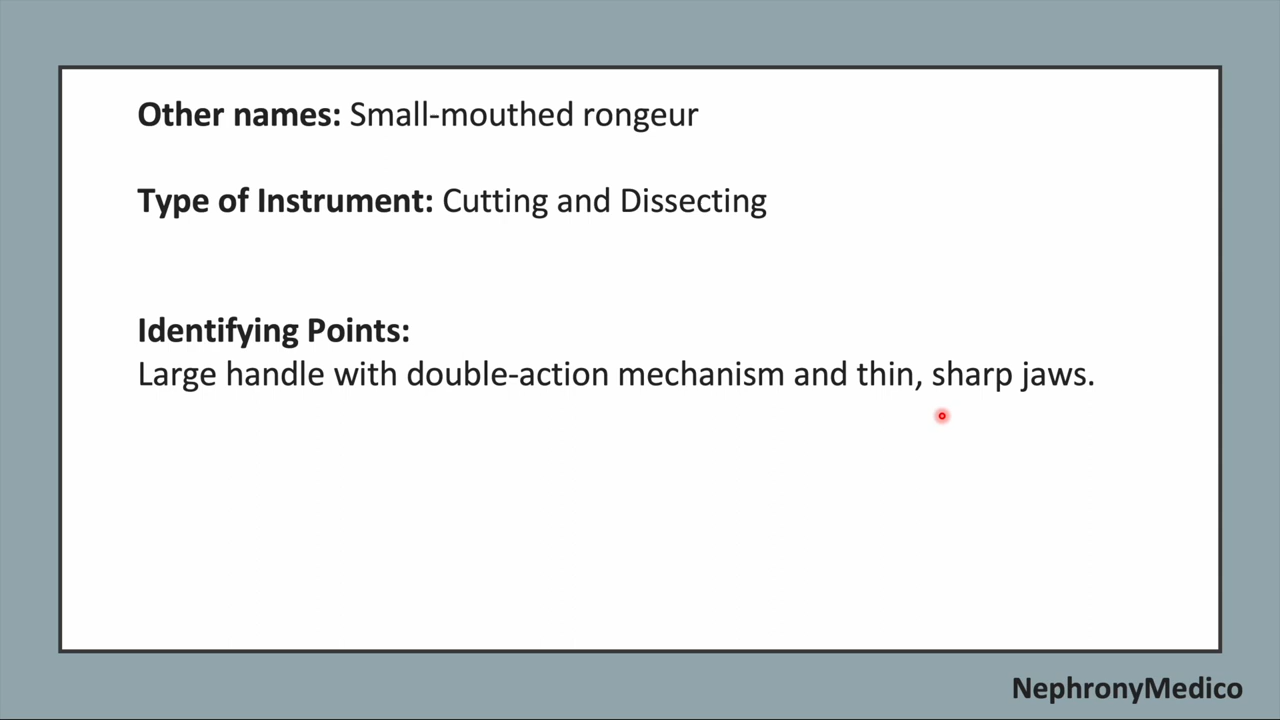 Other names: Small-mouthed rongeur
Type of Instrument: Cutting and Dissecting
Identifying Points:
Large handle with double-action mechanism and thin, sharp jaws.
NephronyMedico